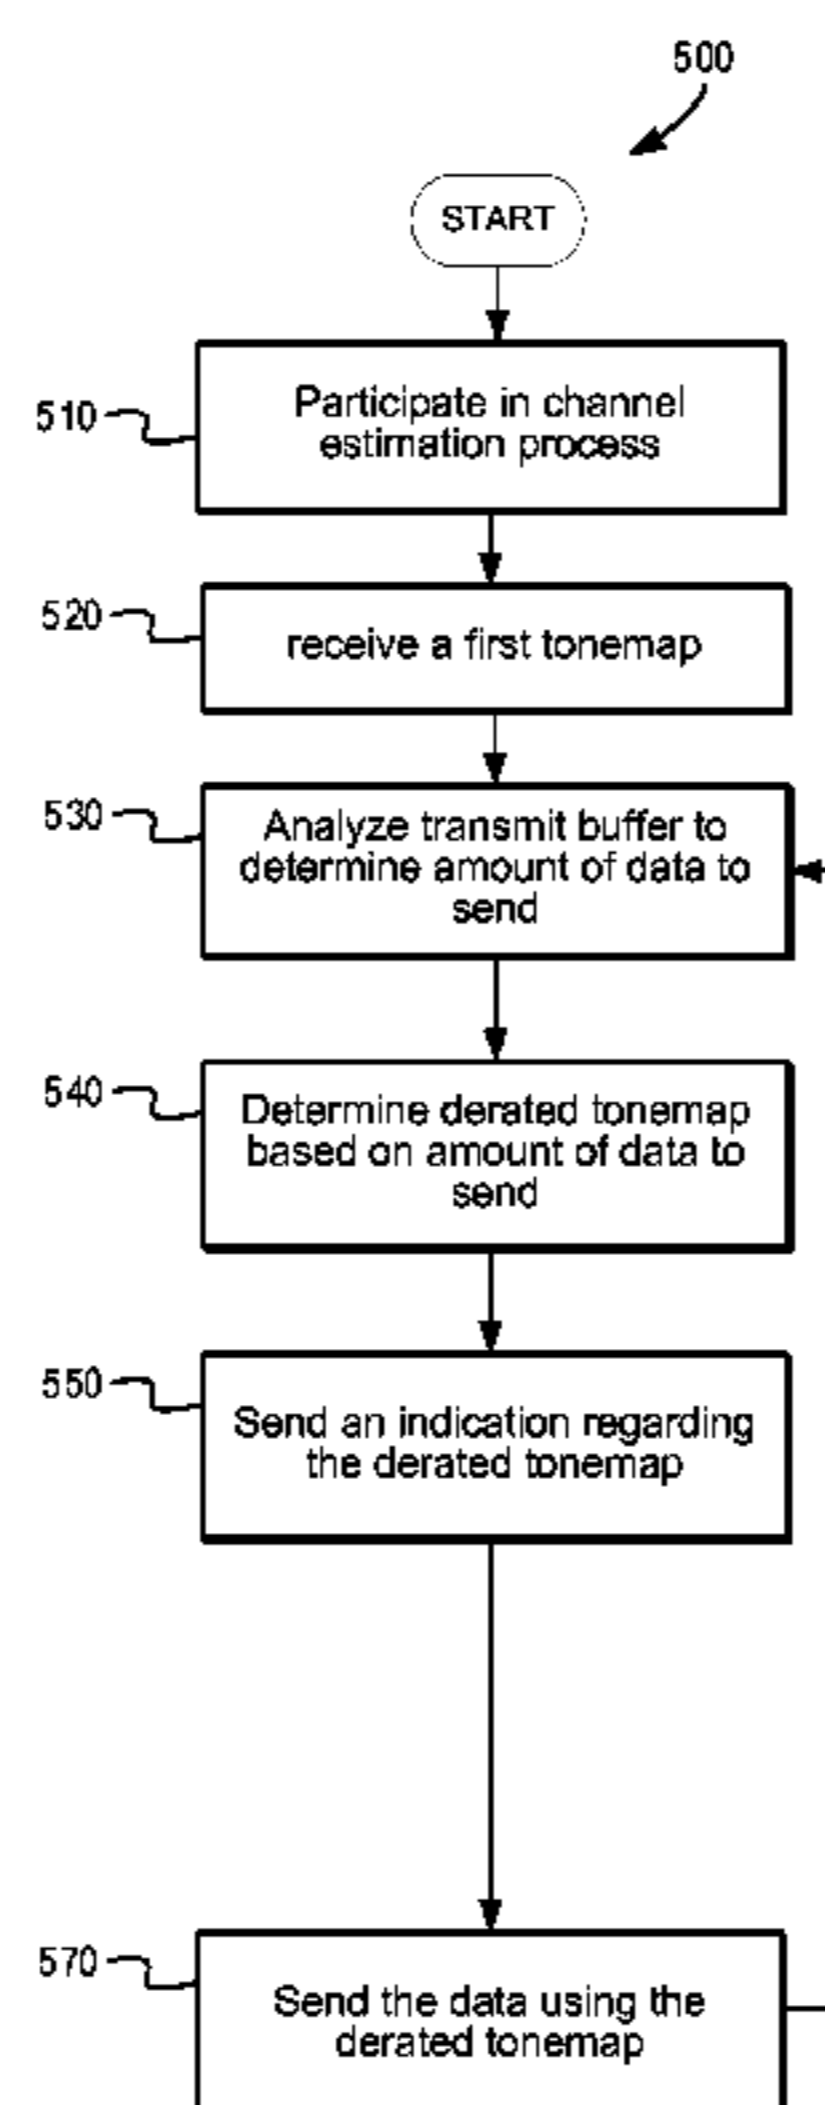 500
START
510
Participate in channel
estimation process
520
receive a first tonemap
530
Analyze transmit buffer to
determine amount of data to
send
540
Determine derated tonemap
based on amount of data to
send
550
Send an indication regarding
the derated tonemap
570
Send the data using the
derated tonemap